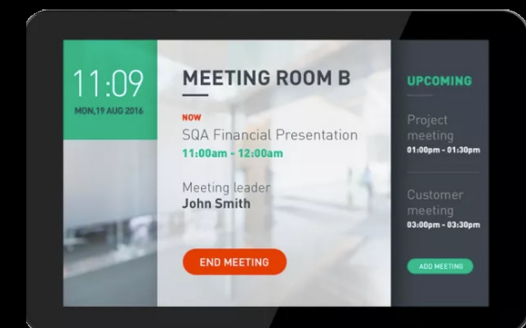 11:09
MON,19 AUG 2016
MEETING ROOM B
NOW
SQA Financial Presentation
11:00am - 12:00am
Meeting leader
John Smith
END MEETING
UPCOMING
Project
meeting
01:00pm - 01:30pm
Customer
meeting
03:00pm - 03:30pm
ADD MEETING